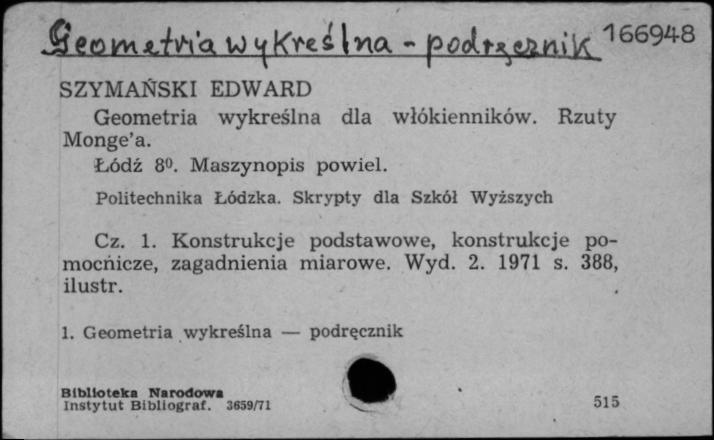 Geometria wykreślna - podręcznik 166948
SZYMAŃSKI EDWARD
Geometria wykreślna dla włókienników. Rzuty
Monge'a.
Łódź 8⁰. Maszynopis powiel.
Politechnika Łódzka. Skrypty dla Szkół Wyższych
Cz. 1. Konstrukcje podstawowe, konstrukcje po-
mocnicze, zagadnienia miarowe. Wyd. 2. 1971 s. 388,
ilustr.
1. Geometria wykreślna — podręcznik
Biblioteka Narodowa
Instytut Bibliograf. 3659/71 515